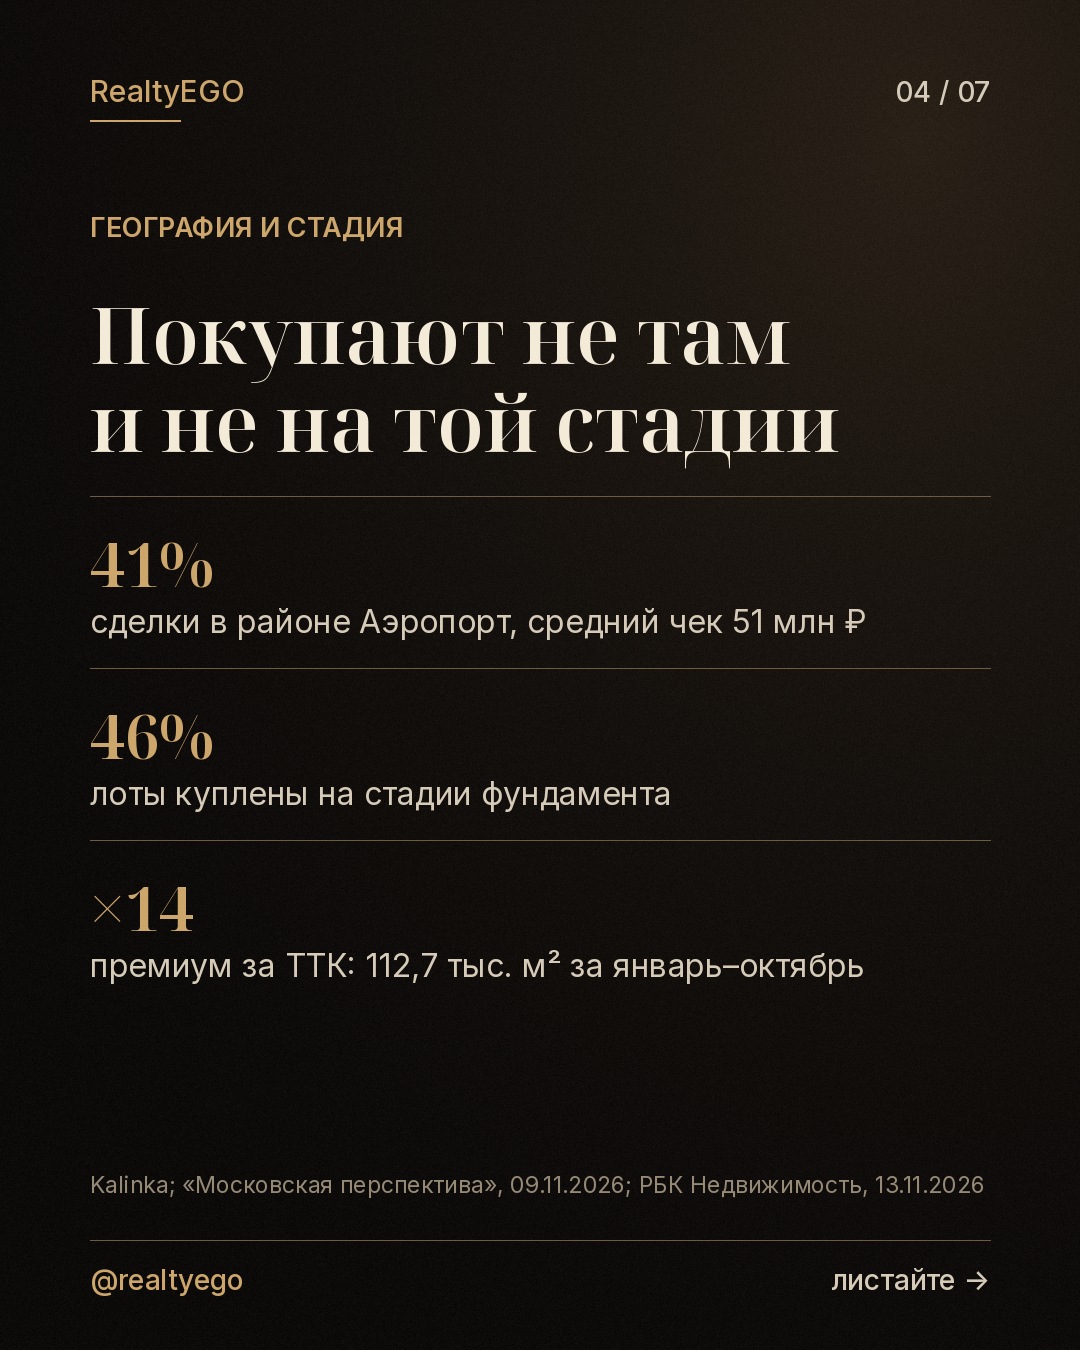 RealtyEGO
04 / 07
ГЕОГРАФИЯ И СТАДИЯ
Покупают не там
и не на той стадии
41%
сделки в районе Аэропорт, средний чек 51 млн ₽
46%
лоты куплены на стадии фундамента
×14
премиум за ТТК: 112,7 тыс. м² за январь–октябрь
Kalinka; «Московская перспектива», 09.11.2026; РБК Недвижимость, 13.11.2026
@realtyego
листайте →